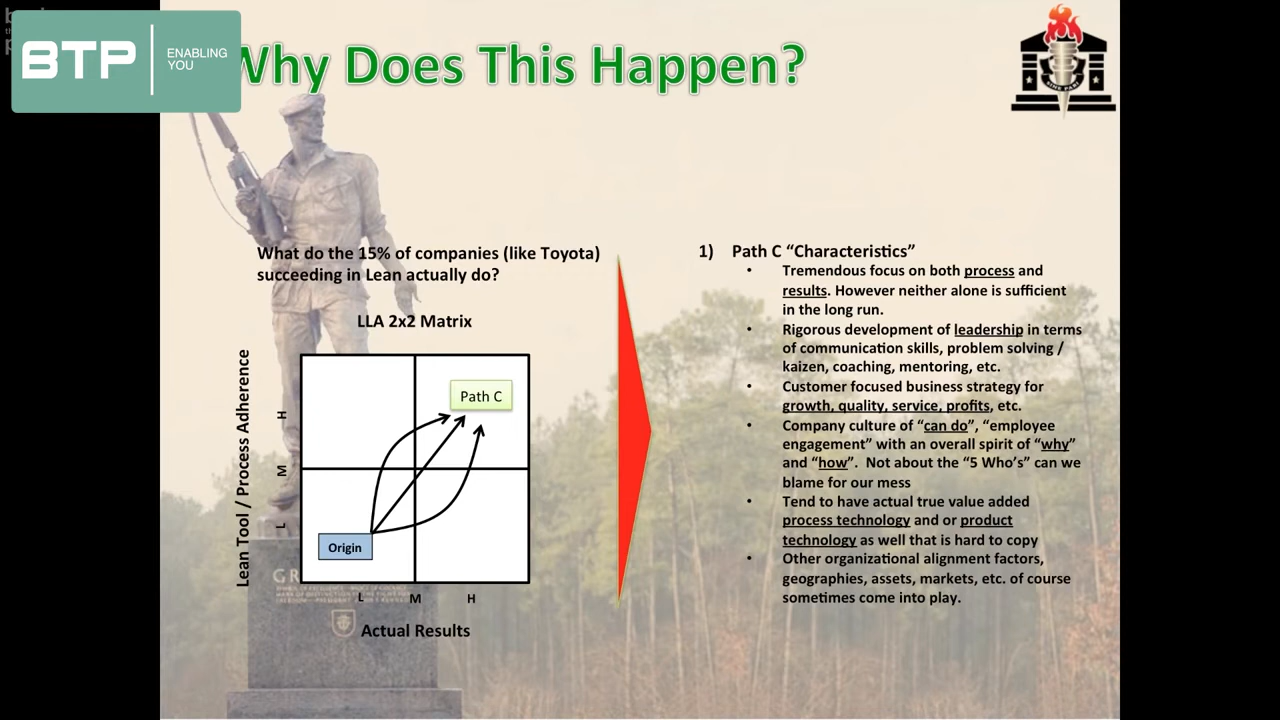 BTP
ENABLING
YOU
Why Does This Happen?
What do the 15% of companies (like Toyota)
succeeding in Lean actually do?
LLA 2x2 Matrix
Lean Tool / Process Adherence
H
M
L
Path C
Origin
L M H
Actual Results
1) Path C “Characteristics”
• Tremendous focus on both process and
results. However neither alone is sufficient
in the long run.
• Rigorous development of leadership in terms
of communication skills, problem solving /
kaizen, coaching, mentoring, etc.
• Customer focused business strategy for
growth, quality, service, profits, etc.
• Company culture of “can do”, “employee
engagement” with an overall spirit of “why”
and “how”.  Not about the “5 Who’s” can we
blame for our mess
• Tend to have actual true value added
process technology and or product
technology as well that is hard to copy
• Other organizational alignment factors,
geographies, assets, markets, etc. of course
sometimes come into play.